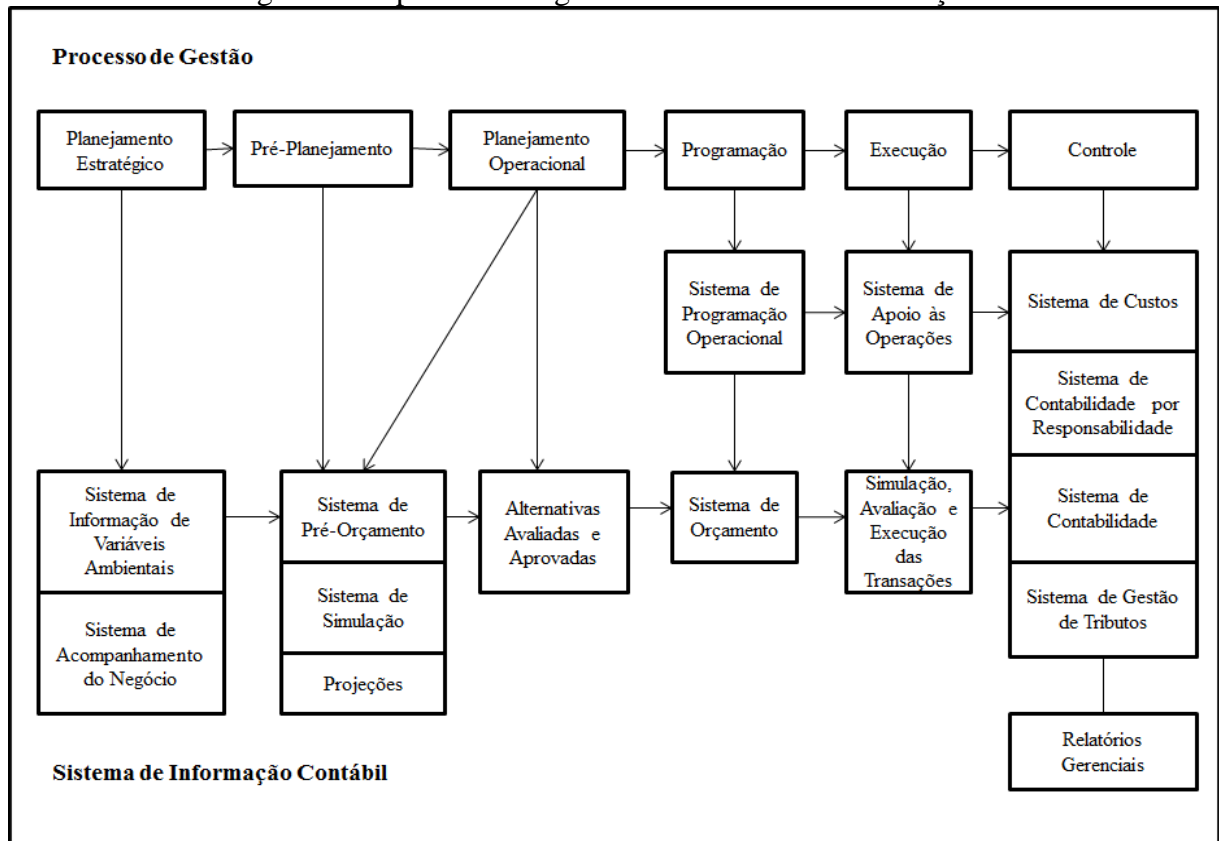 Processo de Gestão
Planejamento
Estratégico
Pré-Planejamento
Planejamento
Operacional
Programação
Execução
Controle
Sistema de
Programação
Operacional
Sistema de
Apoio às
Operações
Sistema de Custos
Sistema de
Contabilidade por
Responsabilidade
Sistema de
Informação de
Variáveis
Ambientais
Sistema de
Pré-Orçamento
Alternativas
Avaliadas e
Aprovadas
Sistema de
Orçamento
Simulação,
Avaliação e
Execução
das
Transações
Sistema de
Contabilidade
Sistema de
Acompanhamento
do Negócio
Sistema de
Simulação
Projeções
Sistema de Gestão
de Tributos
Relatórios
Gerenciais
Sistema de Informação Contábil